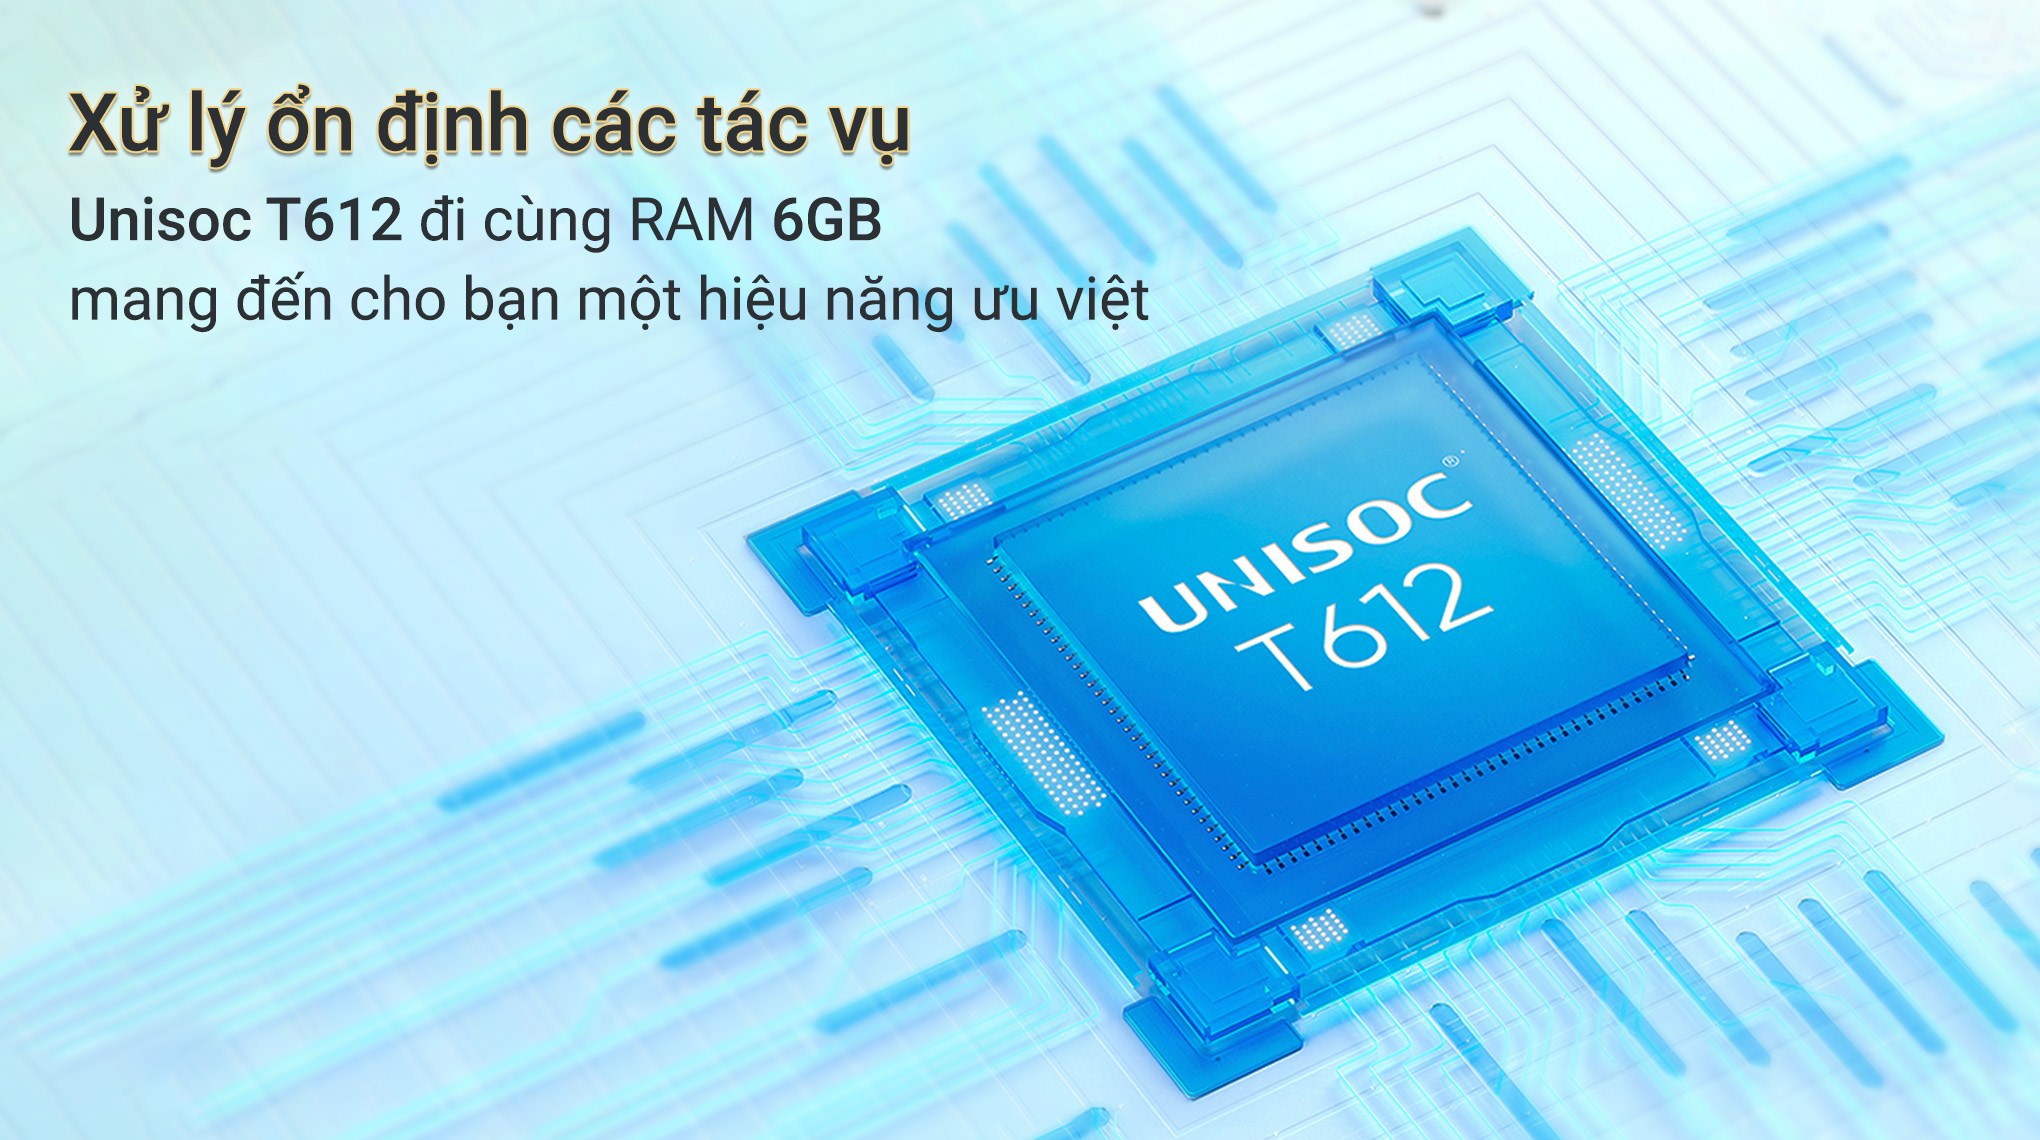 Xử lý ổn định các tác vụ
Unisoc T612 đi cùng RAM 6GB
mang đến cho bạn một hiệu năng ưu việt
UNISOC®
T612